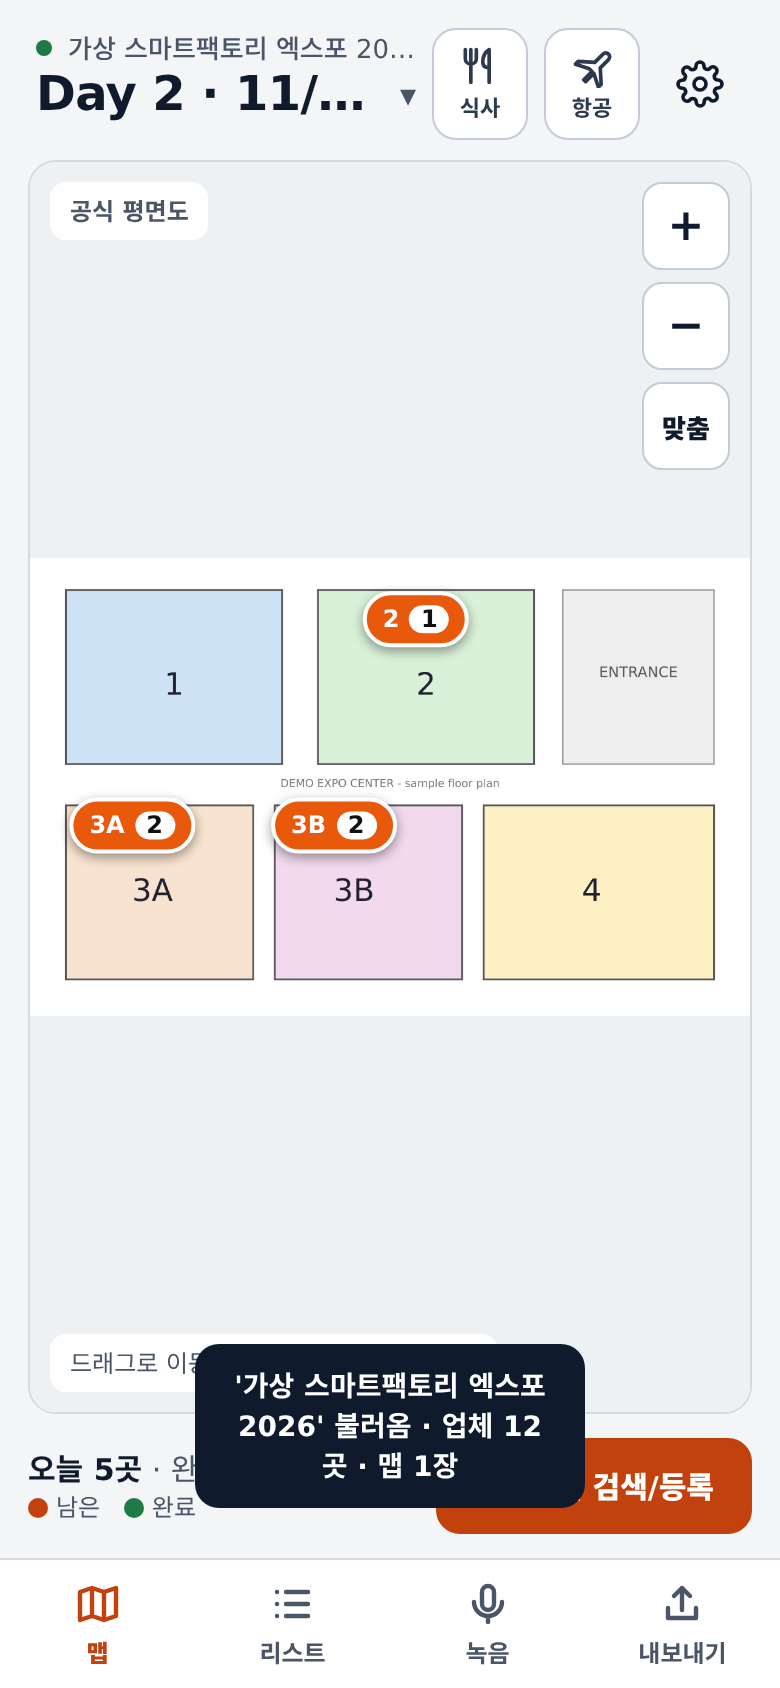 가상 스마트팩토리 엑스포 20...
Day 2 · 11/...
▼
식사
항공
공식 평면도
+
−
맞춤
2 1
1
2
ENTRANCE
DEMO EXPO CENTER - sample floor plan
3A 2
3B 2
3A
3B
4
드래그로 이동
'가상 스마트팩토리 엑스포
2026' 불러옴 · 업체 12
곳 · 맵 1장
오늘 5곳 · 완
검색/등록
남은 완료
맵
리스트
녹음
내보내기